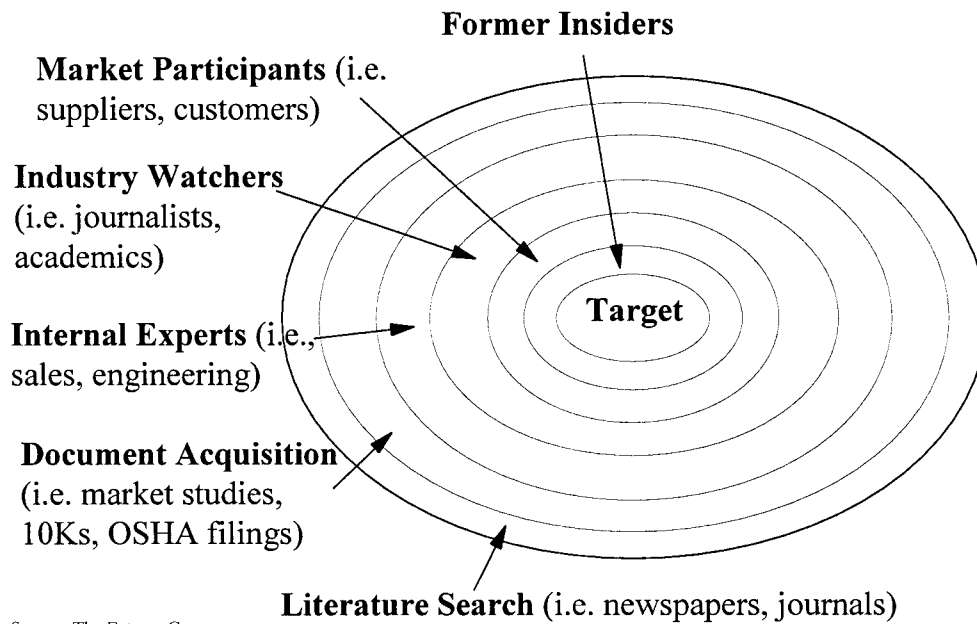 Former Insiders
Market Participants (i.e.
suppliers, customers)
Industry Watchers
(i.e. journalists,
academics)
Target
Internal Experts (i.e.,
sales, engineering)
Document Acquisition
(i.e. market studies,
10Ks, OSHA filings)
Literature Search (i.e. newspapers, journals)